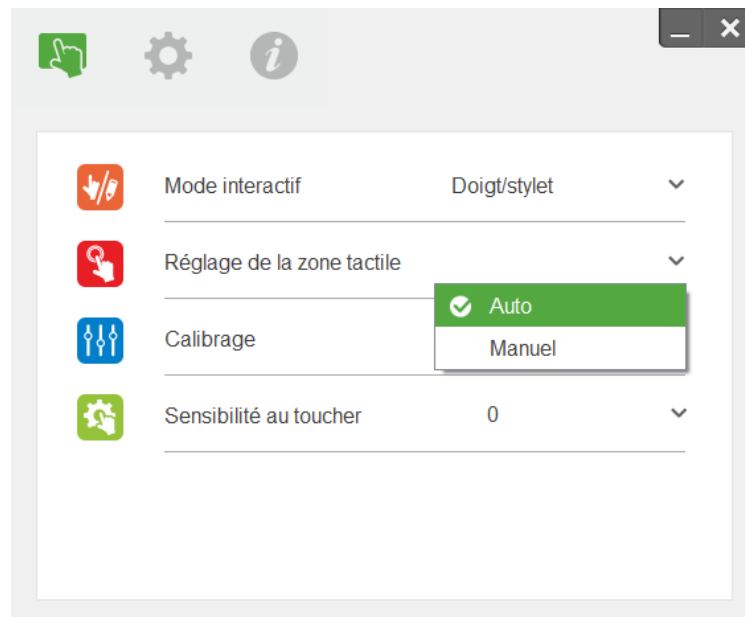 Mode interactif Doigt/stylet
Réglage de la zone tactile
Auto
Calibrage
Manuel
Sensibilité au toucher 0